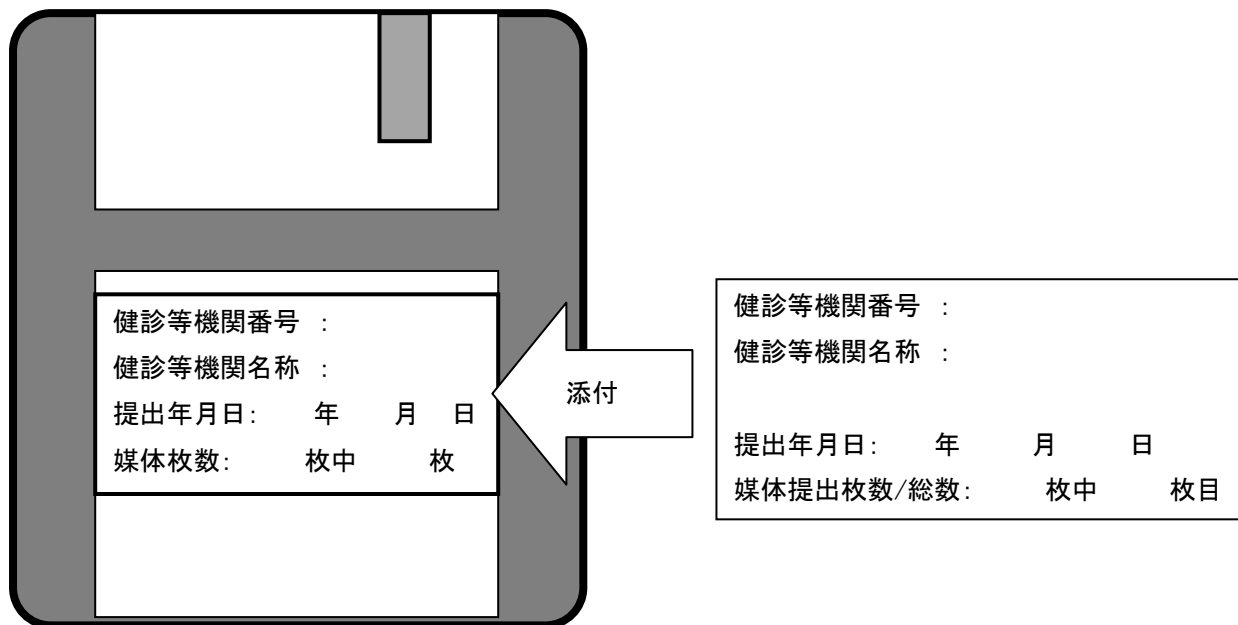 健診等機関番号 :
健診等機関名称 :
提出年月日: 年 月 日
媒体枚数: 枚中 枚
添付
健診等機関番号 :
健診等機関名称 :
提出年月日: 年 月 日
媒体提出枚数/総数: 枚中 枚目